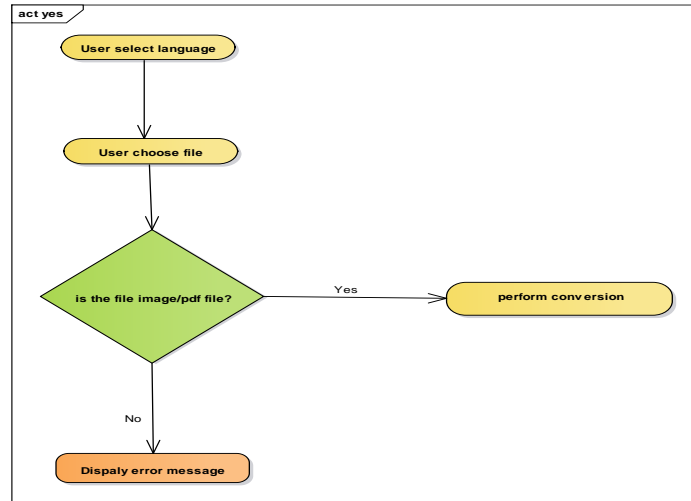 act yes
User select language
User choose file
is the file image/pdf file?
Yes
perform conversion
No
Dispaly error message